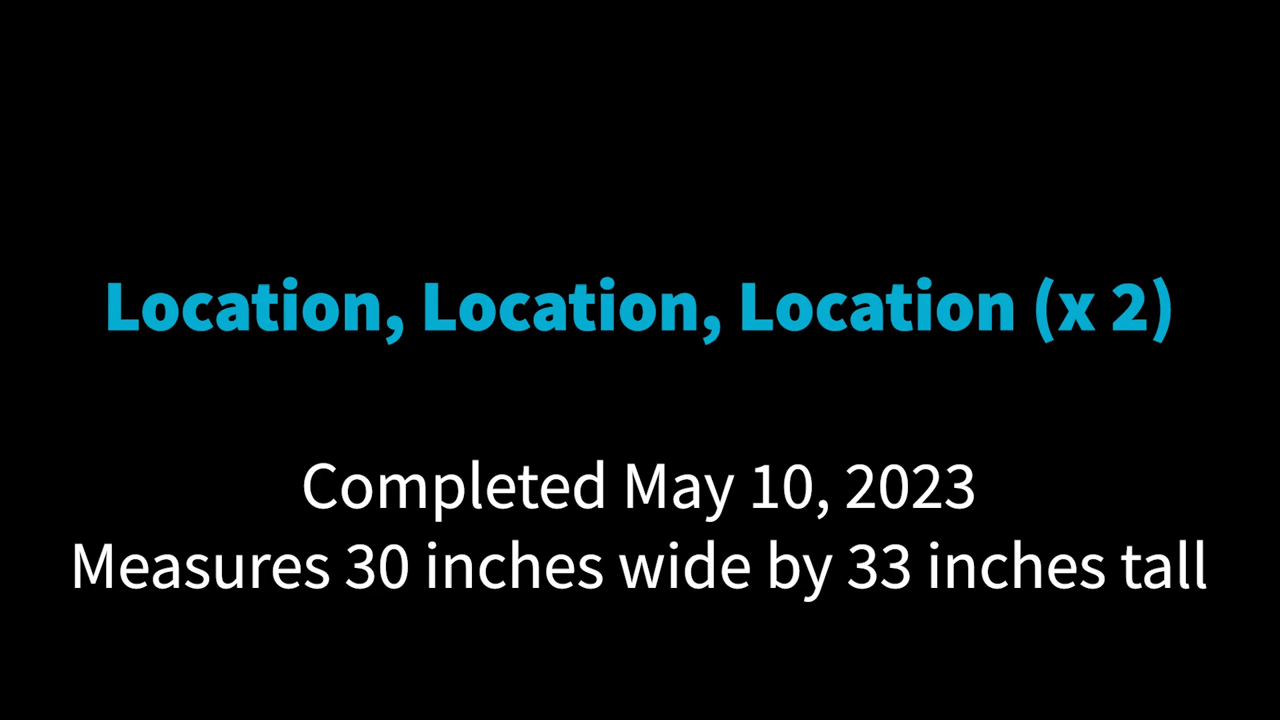 Location, Location, Location (x 2)
Completed May 10, 2023
Measures 30 inches wide by 33 inches tall